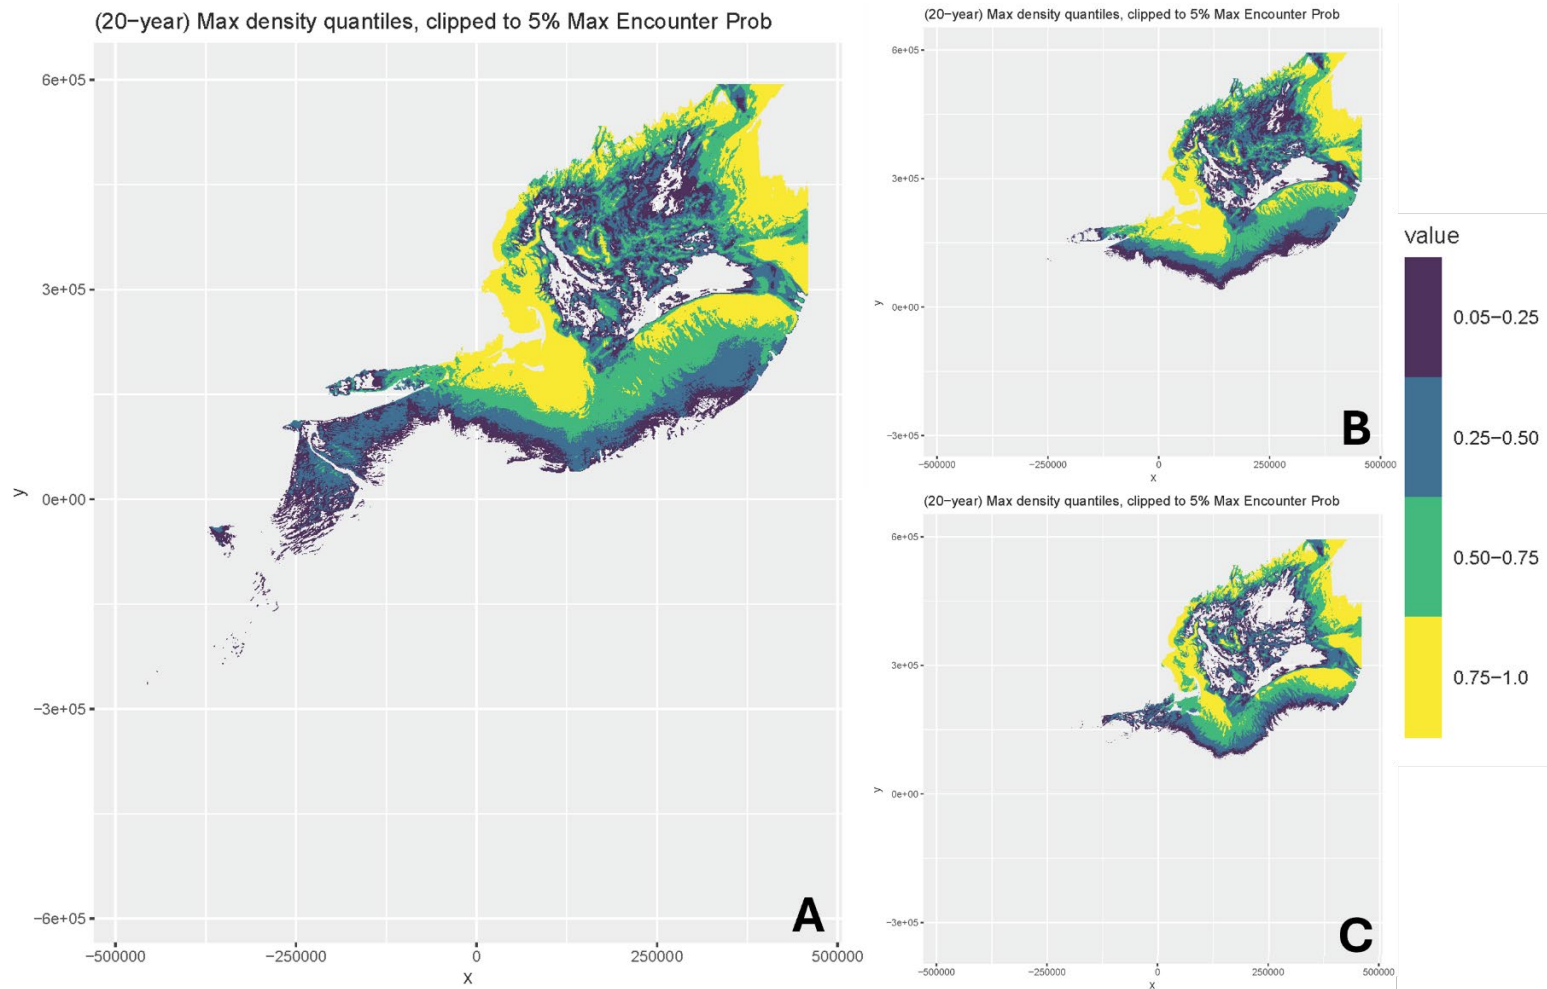 (20−year) Max density quantiles, clipped to 5% Max Encounter Prob
6e+05
3e+05
0e+00
−3e+05
−6e+05
y
−500000
−250000
0
250000
500000
x
A
(20−year) Max density quantiles, clipped to 5% Max Encounter Prob
6e+05
3e+05
0e+00
−3e+05
y
−500000
−250000
0
250000
500000
x
B
(20−year) Max density quantiles, clipped to 5% Max Encounter Prob
6e+05
3e+05
0e+00
−3e+05
y
−500000
−250000
0
250000
500000
x
C
value
0.05−0.25
0.25−0.50
0.50−0.75
0.75−1.0